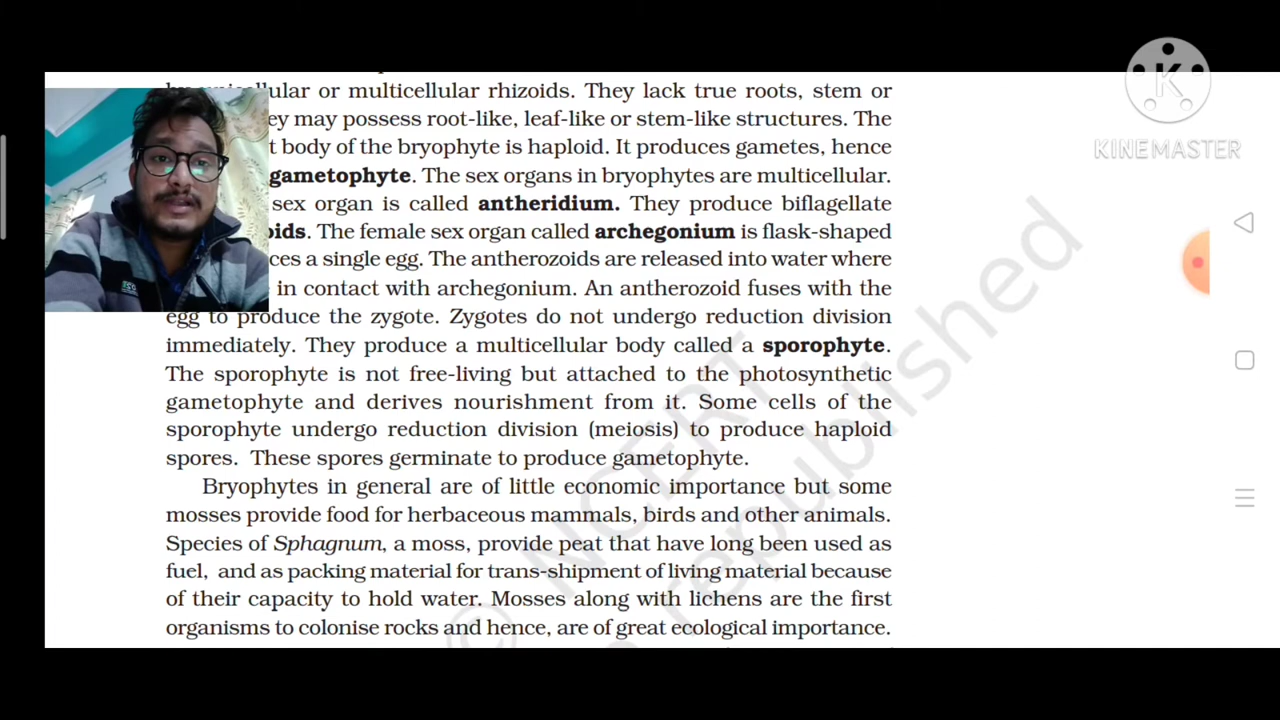 ular or multicellular rhizoids. They lack true roots, stem or
ey may possess root-like, leaf-like or stem-like structures. The
t body of the bryophyte is haploid. It produces gametes, hence
gametophyte. The sex organs in bryophytes are multicellular.
sex organ is called antheridium. They produce biflagellate
ids. The female sex organ called archegonium is flask-shaped
ces a single egg. The antherozoids are released into water where
in contact with archegonium. An antherozoid fuses with the
egg to produce the zygote. Zygotes do not undergo reduction division
immediately. They produce a multicellular body called a sporophyte.
The sporophyte is not free-living but attached to the photosynthetic
gametophyte and derives nourishment from it. Some cells of the
sporophyte undergo reduction division (meiosis) to produce haploid
spores. These spores germinate to produce gametophyte.
Bryophytes in general are of little economic importance but some
mosses provide food for herbaceous mammals, birds and other animals.
Species of Sphagnum, a moss, provide peat that have long been used as
fuel, and as packing material for trans-shipment of living material because
of their capacity to hold water. Mosses along with lichens are the first
organisms to colonise rocks and hence, are of great ecological importance.
© NCERT
republished
K
KINEMASTER